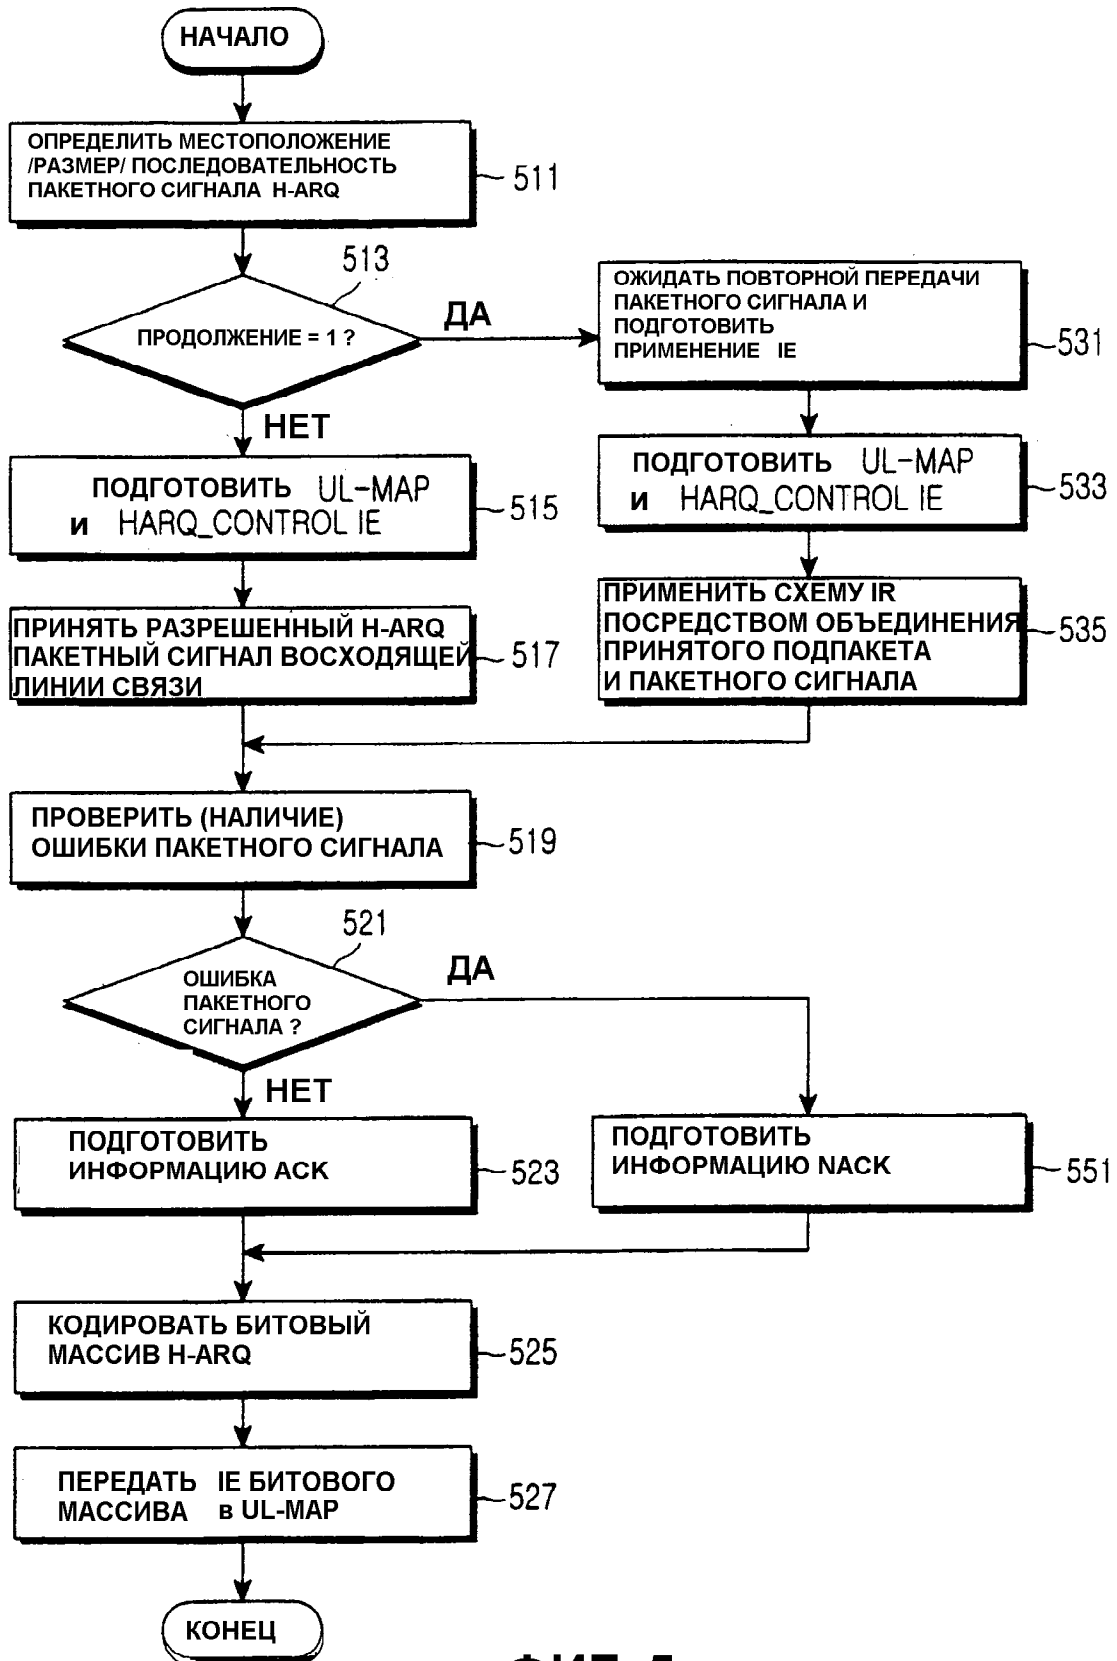 НАЧАЛО
ОПРЕДЕЛИТЬ МЕСТОПОЛОЖЕНИЕ
/РАЗМЕР/ ПОСЛЕДОВАТЕЛЬНОСТЬ
ПАКЕТНОГО СИГНАЛА H-ARQ
511
513
ПРОДОЛЖЕНИЕ = 1 ?
ДА
НЕТ
ОЖИДАТЬ ПОВТОРНОЙ ПЕРЕДАЧИ
ПАКЕТНОГО СИГНАЛА И
ПОДГОТОВИТЬ
ПРИМЕНЕНИЕ IE
531
ПОДГОТОВИТЬ UL-MAP
и HARQ_CONTROL IE
515
ПОДГОТОВИТЬ UL-MAP
и HARQ_CONTROL IE
533
ПРИНЯТЬ РАЗРЕШЕННЫЙ H-ARQ
ПАКЕТНЫЙ СИГНАЛ ВОСХОДЯЩЕЙ
ЛИНИИ СВЯЗИ
517
ПРИМЕНИТЬ СХЕМУ IR
ПОСРЕДСТВОМ ОБЪЕДИНЕНИЯ
ПРИНЯТОГО ПОДПАКЕТА
И ПАКЕТНОГО СИГНАЛА
535
ПРОВЕРИТЬ (НАЛИЧИЕ)
ОШИБКИ ПАКЕТНОГО СИГНАЛА
519
521
ОШИБКА
ПАКЕТНОГО
СИГНАЛА ?
ДА
НЕТ
ПОДГОТОВИТЬ
ИНФОРМАЦИЮ ACK
523
ПОДГОТОВИТЬ
ИНФОРМАЦИЮ NACK
551
КОДИРОВАТЬ БИТОВЫЙ
МАССИВ H-ARQ
525
ПЕРЕДАТЬ IE БИТОВОГО
МАССИВА в UL-MAP
527
КОНЕЦ